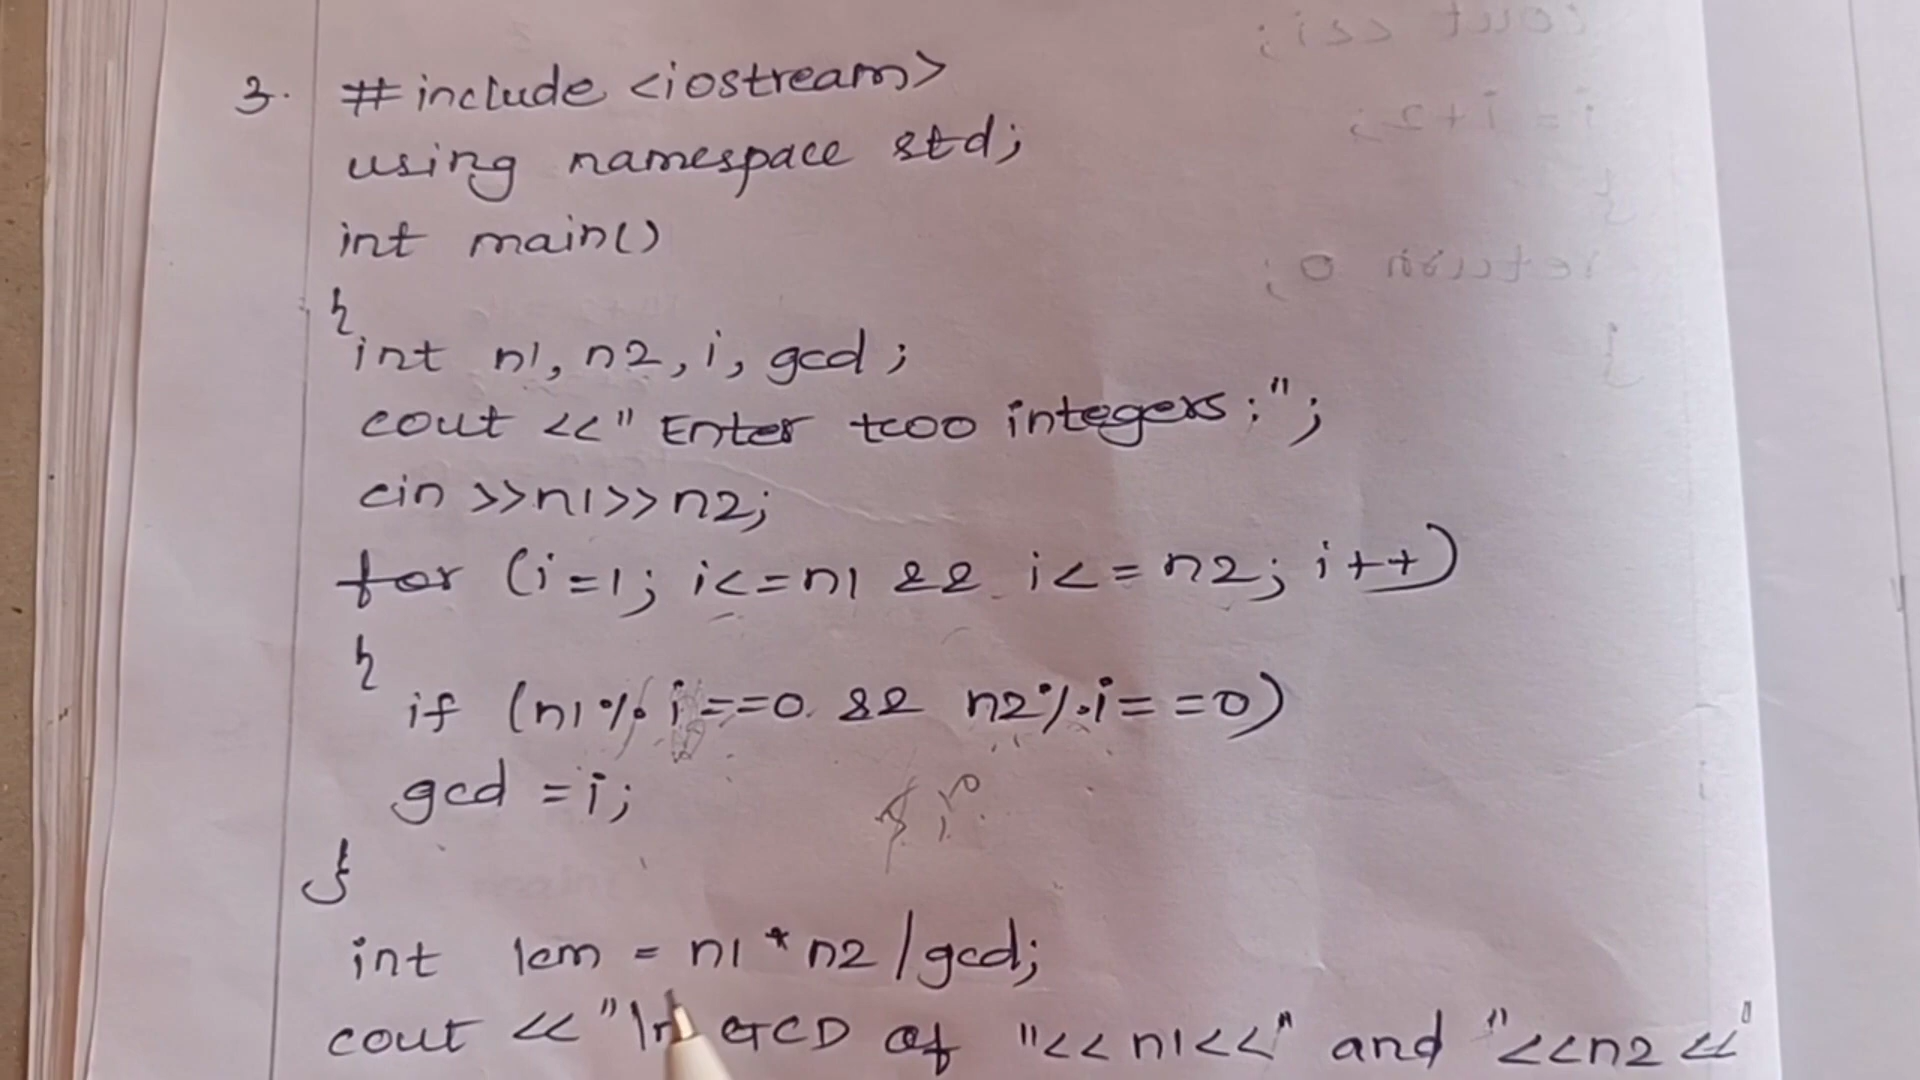 3. #include <iostream>
using namespace std;
int main()
{
int n1, n2, i, gcd;
cout <<" Enter two integers:";
cin >>n1>>n2;
for (i=1; i<=n1 && i<=n2; i++)
{
if (n1%i==0 && n2%i==0)
gcd =i;
}
int lcm = n1*n2/gcd;
cout <<"\n GCD of "<<n1<<" and "<<n2<<"